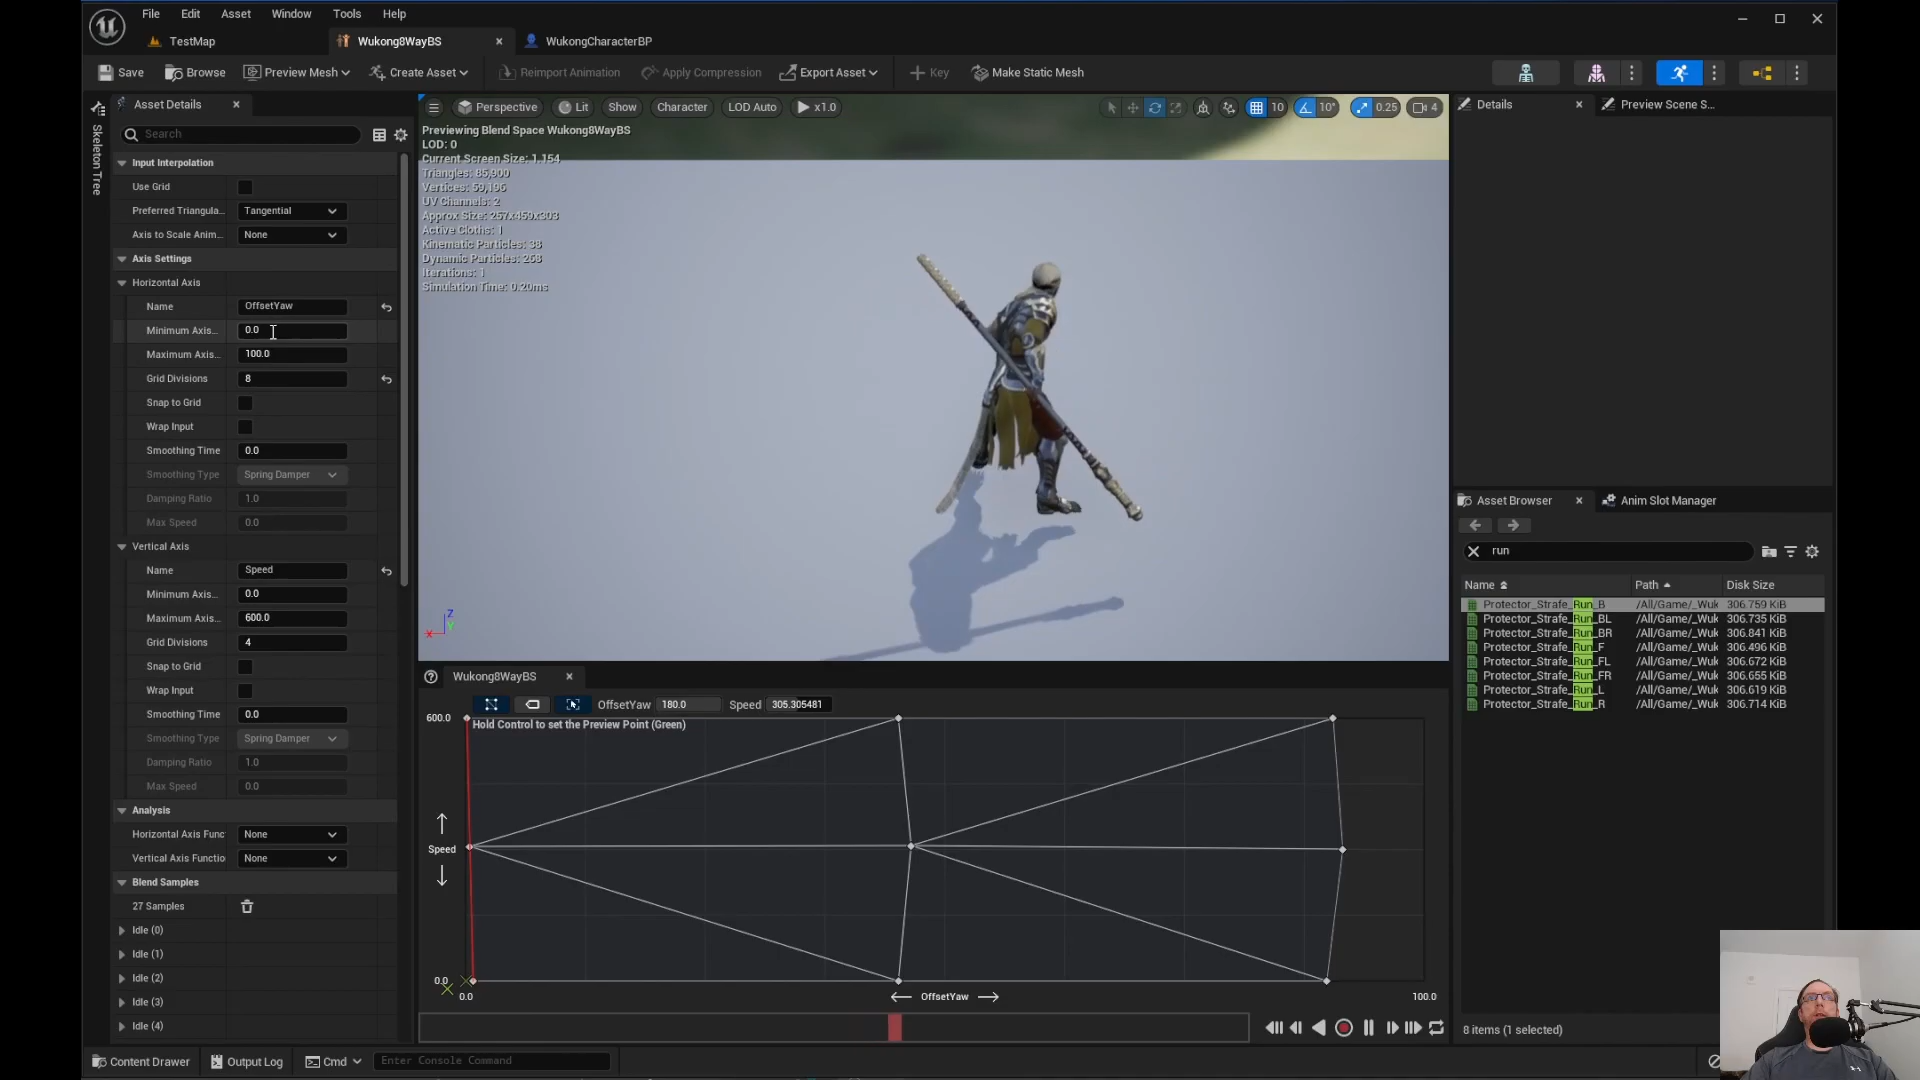 File Edit Asset Window Tools Help
TestMap Wukong8WayBS WukongCharacterBP
Save Browse Preview Mesh Create Asset Reimport Animation Apply Compression Export Asset Key Make Static Mesh
Asset Details
Search
Skeleton Tree
Input Interpolation
Use Grid
Preferred Triangula... Tangential
Axis to Scale Anim... None
Axis Settings
Horizontal Axis
Name OffsetYaw
Minimum Axis... 0.0
Maximum Axis... 100.0
Grid Divisions 8
Snap to Grid
Wrap Input
Smoothing Time 0.0
Smoothing Type Spring Damper
Damping Ratio 1.0
Max Speed 0.0
Vertical Axis
Name Speed
Minimum Axis... 0.0
Maximum Axis... 600.0
Grid Divisions 4
Snap to Grid
Wrap Input
Smoothing Time 0.0
Smoothing Type Spring Damper
Damping Ratio 1.0
Max Speed 0.0
Analysis
Horizontal Axis Func None
Vertical Axis Functio None
Blend Samples
27 Samples
Idle (0)
Idle (1)
Idle (2)
Idle (3)
Idle (4)
Perspective Lit Show Character LOD Auto x1.0 10 10° 0.25 4
Previewing Blend Space Wukong8WayBS
LOD: 0
Current Screen Size: 1.154
Triangles: 85,900
Vertices: 59,196
UV Channels: 2
Approx Size: 257x459x303
Active Cloths: 1
Kinematic Particles: 38
Dynamic Particles: 263
Iterations: 1
Simulation Time: 0.20ms
Z
Y
X
Wukong8WayBS
OffsetYaw 180.0 Speed 305.305481
600.0
Hold Control to set the Preview Point (Green)
Speed
0.0
0.0 OffsetYaw 100.0
Details Preview Scene S...
Asset Browser Anim Slot Manager
run
Name Path Disk Size
Protector_Strafe_Run_B /All/Game/_Wuk 306.759 KiB
Protector_Strafe_Run_BL /All/Game/_Wuk 306.735 KiB
Protector_Strafe_Run_BR /All/Game/_Wuk 306.841 KiB
Protector_Strafe_Run_F /All/Game/_Wuk 306.496 KiB
Protector_Strafe_Run_FL /All/Game/_Wuk 306.672 KiB
Protector_Strafe_Run_FR /All/Game/_Wuk 306.655 KiB
Protector_Strafe_Run_L /All/Game/_Wuk 306.619 KiB
Protector_Strafe_Run_R /All/Game/_Wuk 306.714 KiB
8 items (1 selected)
Content Drawer Output Log Cmd Enter Console Command